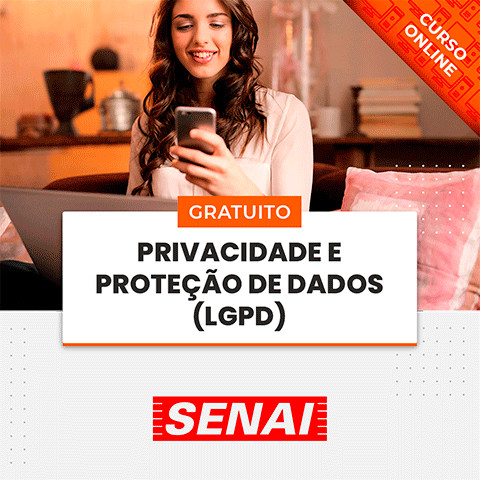 CURSO
ONLINE
GRATUITO
PRIVACIDADE E
PROTEÇÃO DE DADOS
(LGPD)
SENAI